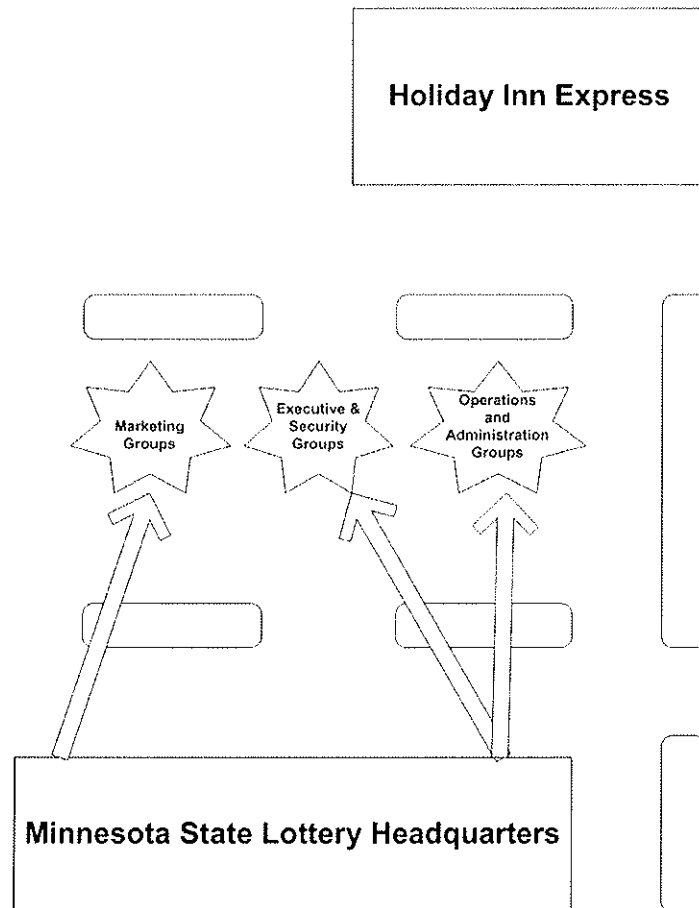 Holiday Inn Express
Marketing
Groups
Executive &
Security
Groups
Operations
and
Administration
Groups
Minnesota State Lottery Headquarters